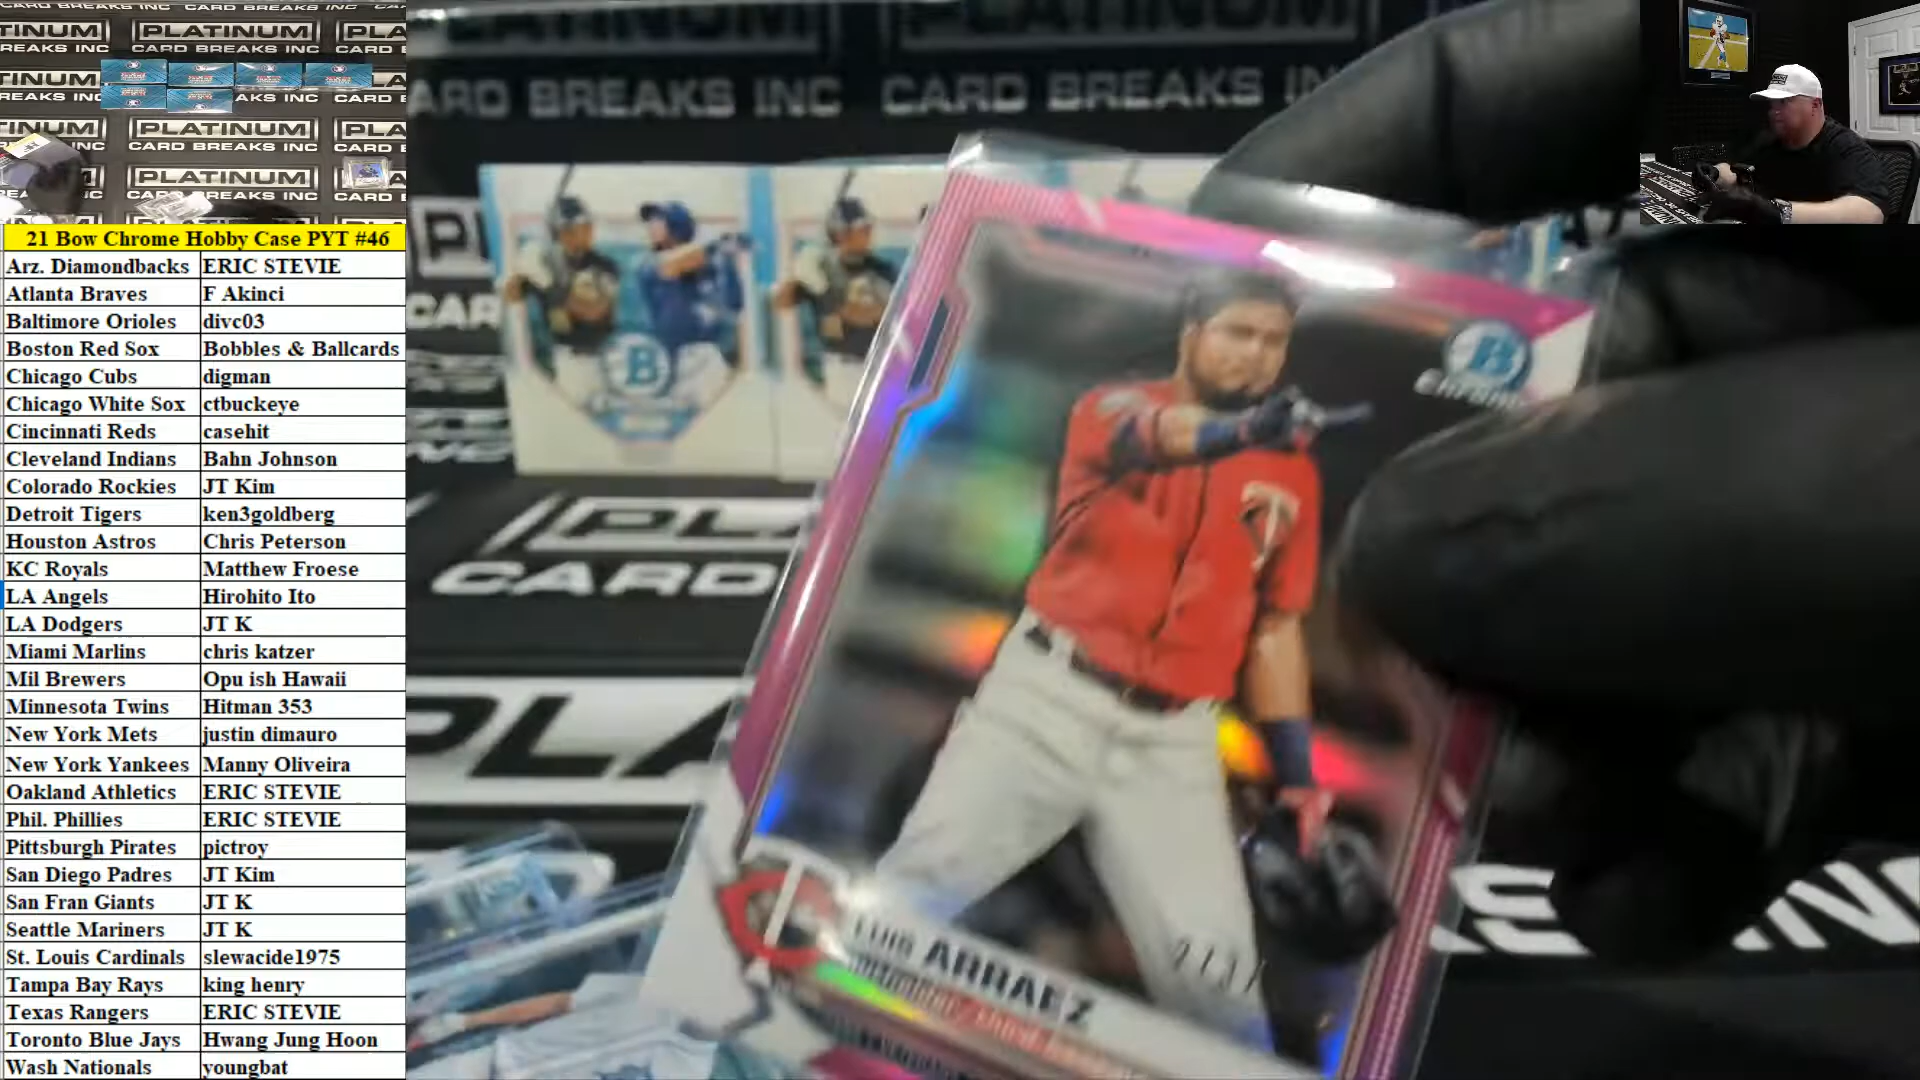 PLATINUM
CARD BREAKS INC
PLATINUM
CARD BREAKS INC
CARD BREAKS INC
21 Bow Chrome Hobby Case PYT #46
Arz. Diamondbacks ERIC STEVIE
Atlanta Braves F Akinci
Baltimore Orioles divc03
Boston Red Sox Bobbles & Ballcards
Chicago Cubs digman
Chicago White Sox ctbuckeye
Cincinnati Reds casehit
Cleveland Indians Bahn Johnson
Colorado Rockies JT Kim
Detroit Tigers ken3goldberg
Houston Astros Chris Peterson
KC Royals Matthew Froese
LA Angels Hirohito Ito
LA Dodgers JT K
Miami Marlins chris katzer
Mil Brewers Opu ish Hawaii
Minnesota Twins Hitman 353
New York Mets justin dimauro
New York Yankees Manny Oliveira
Oakland Athletics ERIC STEVIE
Phil. Phillies ERIC STEVIE
Pittsburgh Pirates pictroy
San Diego Padres JT Kim
San Fran Giants JT K
Seattle Mariners JT K
St. Louis Cardinals slewacide1975
Tampa Bay Rays king henry
Texas Rangers ERIC STEVIE
Toronto Blue Jays Hwang Jung Hoon
Wash Nationals youngbat
B
CHROME
T
LUIS ARRAEZ